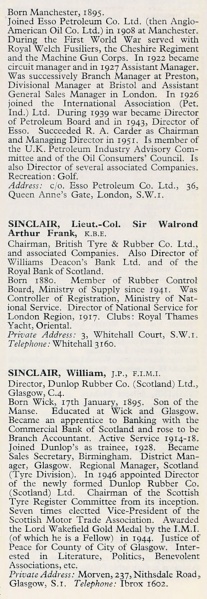 Born Manchester, 1895.
Joined Esso Petroleum Co. Ltd. (then Anglo-
American Oil Co. Ltd.) in 1908 at Manchester.
During the First World War served with
Royal Welch Fusiliers, the Cheshire Regiment
and the Machine Gun Corps. In 1922 became
circuit manager and in 1927 Assistant Manager.
Was successively Branch Manager at Preston,
Divisional Manager at Bristol and Assistant
General Sales Manager in London. In 1926
joined the International Association (Pet.
Ind.) Ltd. During 1939 war became Director
of Petroleum Board and in 1943, Director of
Esso. Succeeded R. A. Carder as Chairman
and Managing Director in 1951. Is member of
the U.K. Petroleum Industry Advisory Com-
mittee and of the Oil Consumers' Council. Is
also Director of several associated Companies.
Recreation: Golf.
Address: c/o. Esso Petroleum Co. Ltd., 36,
Queen Anne's Gate, London, S.W.1.
SINCLAIR, Lieut.-Col. Sir Walrond
Arthur Frank, K.B.E.
Chairman, British Tyre & Rubber Co. Ltd.,
and associated Companies. Also Director of
Williams Deacon's Bank Ltd. and of the
Royal Bank of Scotland.
Born 1880. Member of Rubber Control
Board, Ministry of Supply since 1941. Was
Controller of Registration, Ministry of Nat-
ional Service. Director of National Service for
London Region, 1917. Clubs: Royal Thames
Yacht, Oriental.
Private Address: 3, Whitehall Court, S.W.1.
Telephone: Whitehall 3160.
SINCLAIR, William, J.P., F.I.M.I.
Director, Dunlop Rubber Co. (Scotland) Ltd.,
Glasgow, C.4.
Born Wick, 17th January, 1895. Son of the
Manse. Educated at Wick and Glasgow.
Became an apprentice to Banking with the
Commercial Bank of Scotland and rose to be
Branch Accountant. Active Service 1914-18.
Joined Dunlop's as trainee, 1928. Became
Sales Secretary, Birmingham. District Man-
ager, Glasgow. Regional Manager, Scotland
(Tyre Division). In 1946 appointed Director
of the newly formed Dunlop Rubber Co.
(Scotland) Ltd. Chairman of the Scottish
Tyre Register Committee from its inception.
Seven times electted Vice-President of the
Scottish Motor Trade Association. Awarded
the Lord Wakefield Gold Medal by the I.M.I.
(of which he is a Fellow) in 1944. Justice of
Peace for County of City of Glasgow. Inter-
ested in Literature, Politics, Benevolent
Associations, etc.
Private Address: Morven, 237, Nithsdale Road,
Glasgow, S.1. Telephone: Ibrox 1602.